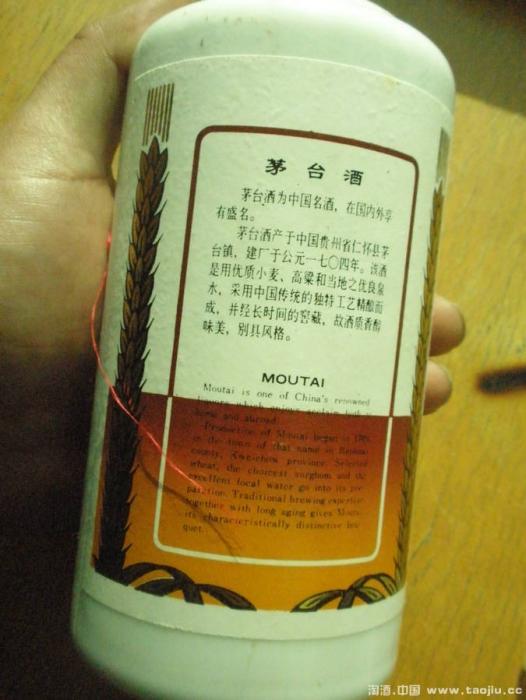 茅台酒
茅台酒为中国名酒，在国内外享
有盛名。
茅台酒产于中国贵州省仁怀县茅
台镇，建厂于公元一七〇四年。该酒
是用优质小麦、高粱和当地之优良泉
水，采用中国传统的独特工艺精酿而
成，并经长时间的窖藏，故酒质香醇
味美，别具风格。
MOUTAI
Moutai is one of China's renowned
liquors which enjoys acclaim both at
home and abroad.
Production of Moutai began in 1704
in the town of that name in Renhuai
county, Kweichow province. Selected
wheat, the choicest sorghum and the
excellent local water go into its pre-
paration. Traditional brewing expertise
together with long aging gives Moutai
its characteristically distinctive bou-
quet.
淘酒.中国 www.taojiu.cc